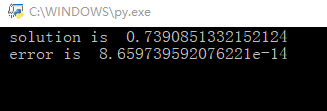 C:\WINDOWS\py.exe
solution is  0.7390851332152124
error is  8.659739592076221e-14